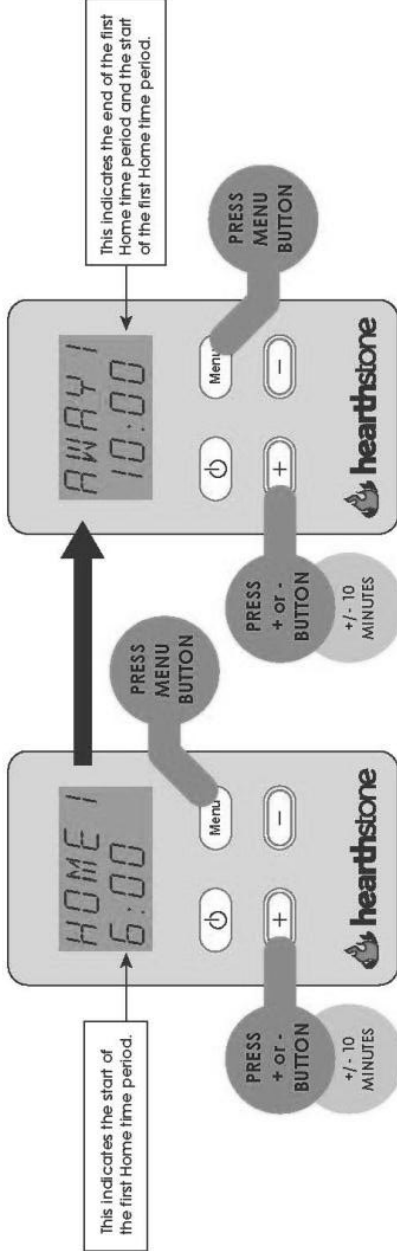 This indicates the start of
the first Home time period.
HOME 1
6:00
Menu
+
-
hearthstone
PRESS
+ or -
BUTTON
+/- 10
MINUTES
PRESS
MENU
BUTTON
AWAY 1
10:00
Menu
+
-
hearthstone
PRESS
+ or -
BUTTON
+/- 10
MINUTES
PRESS
MENU
BUTTON
This indicates the end of the first
Home time period and the start
of the first Home time period.